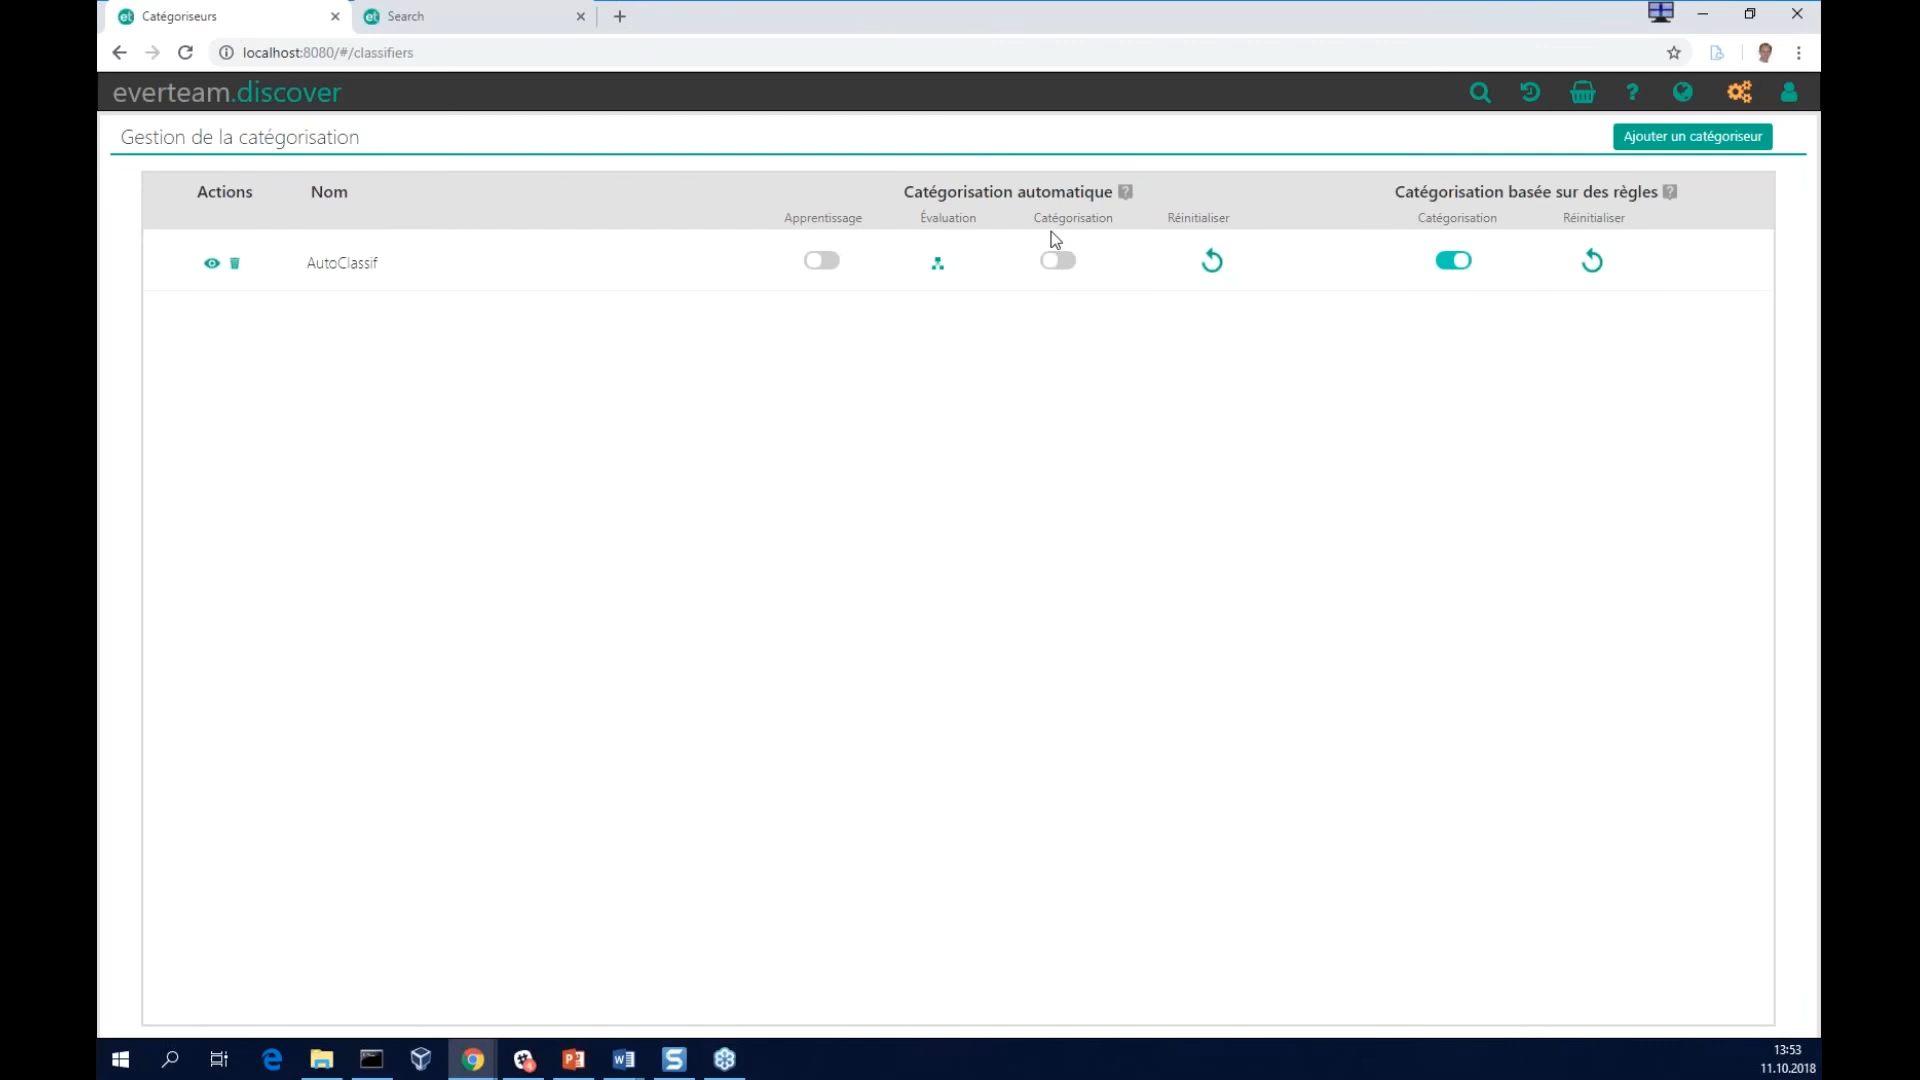 Catégoriseurs
Search
localhost:8080/#/classifiers
everteam.discover
Gestion de la catégorisation
Ajouter un catégoriseur
Actions Nom Catégorisation automatique ? Catégorisation basée sur des règles ?
Apprentissage Évaluation Catégorisation Réinitialiser Catégorisation Réinitialiser
AutoClassif
13:53
11.10.2018